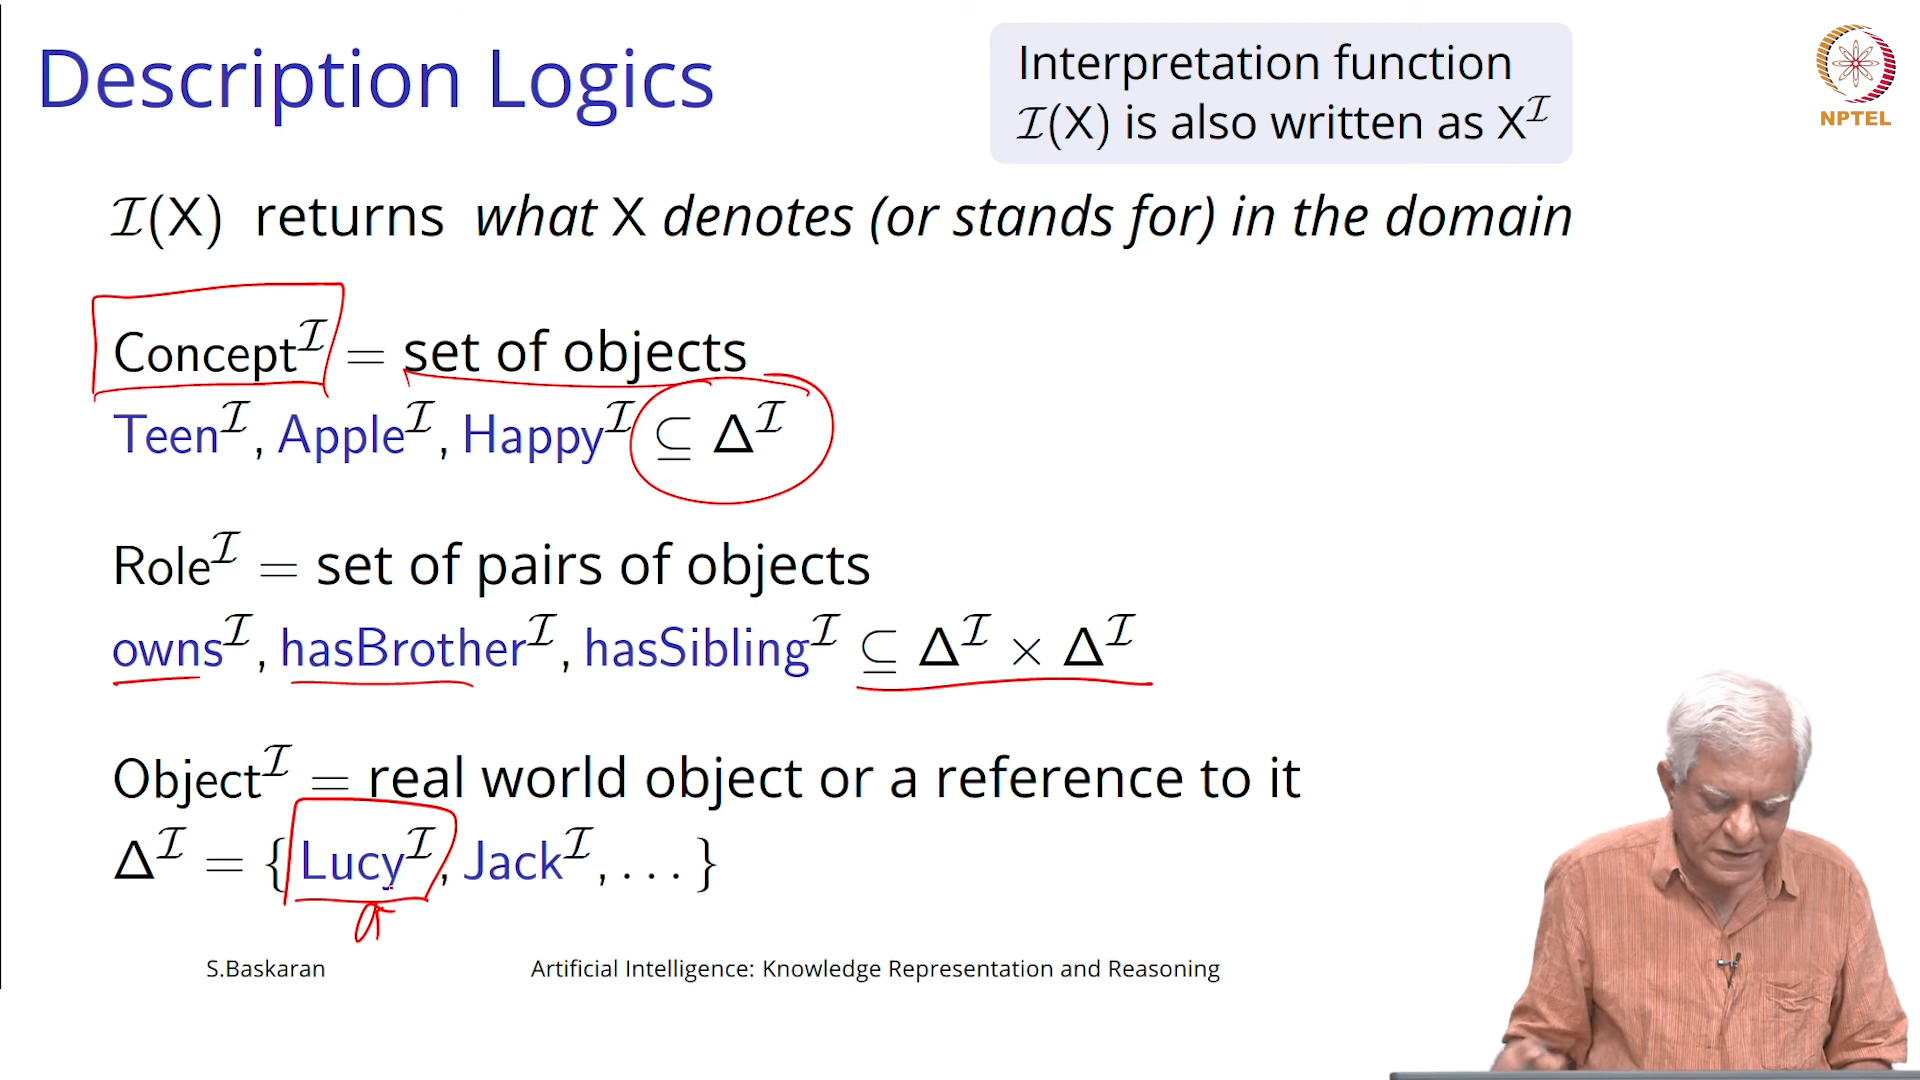 Description Logics
Interpretation function
ℐ(X) is also written as X^ℐ
NPTEL
ℐ(X) returns what X denotes (or stands for) in the domain
Concept^ℐ = set of objects
Teen^ℐ, Apple^ℐ, Happy^ℐ ⊆ Δ^ℐ
Role^ℐ = set of pairs of objects
owns^ℐ, hasBrother^ℐ, hasSibling^ℐ ⊆ Δ^ℐ × Δ^ℐ
Object^ℐ = real world object or a reference to it
Δ^ℐ = {Lucy^ℐ, Jack^ℐ, ...}
S.Baskaran Artificial Intelligence: Knowledge Representation and Reasoning